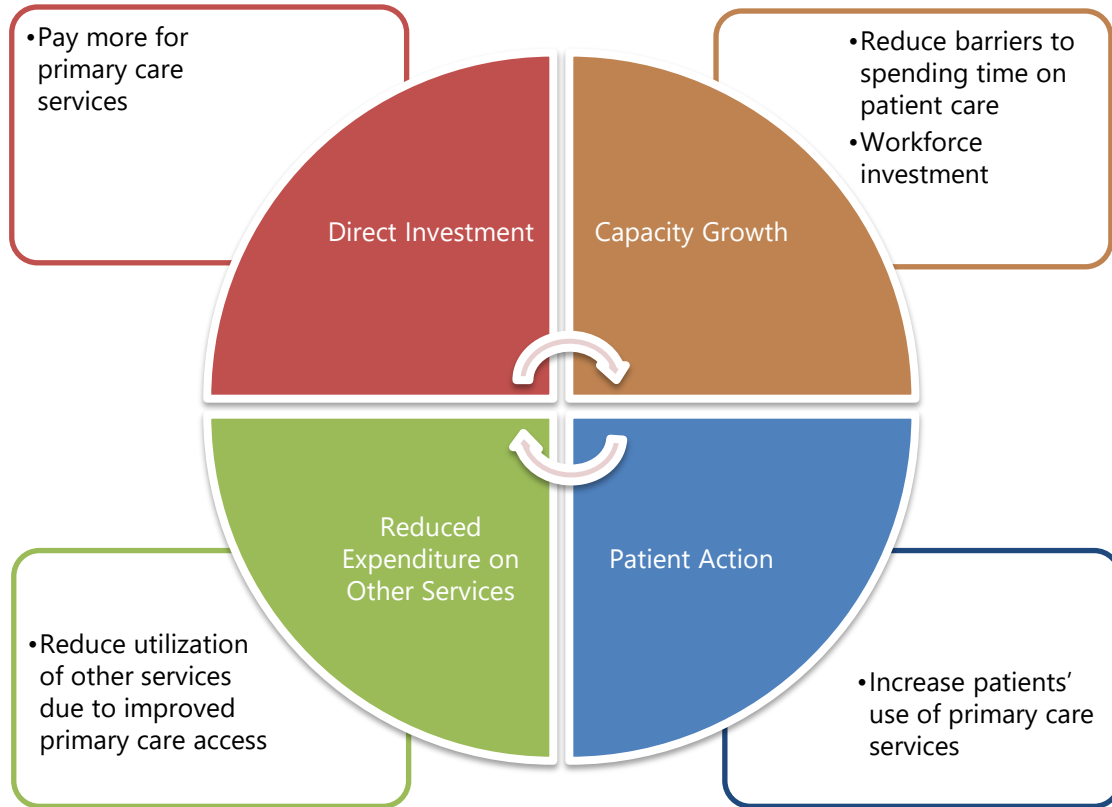 •Pay more for
primary care
services
•Reduce barriers to
spending time on
patient care
•Workforce
investment
Direct Investment
Capacity Growth
Reduced
Expenditure on
Other Services
Patient Action
•Reduce utilization
of other services
due to improved
primary care access
•Increase patients’
use of primary care
services